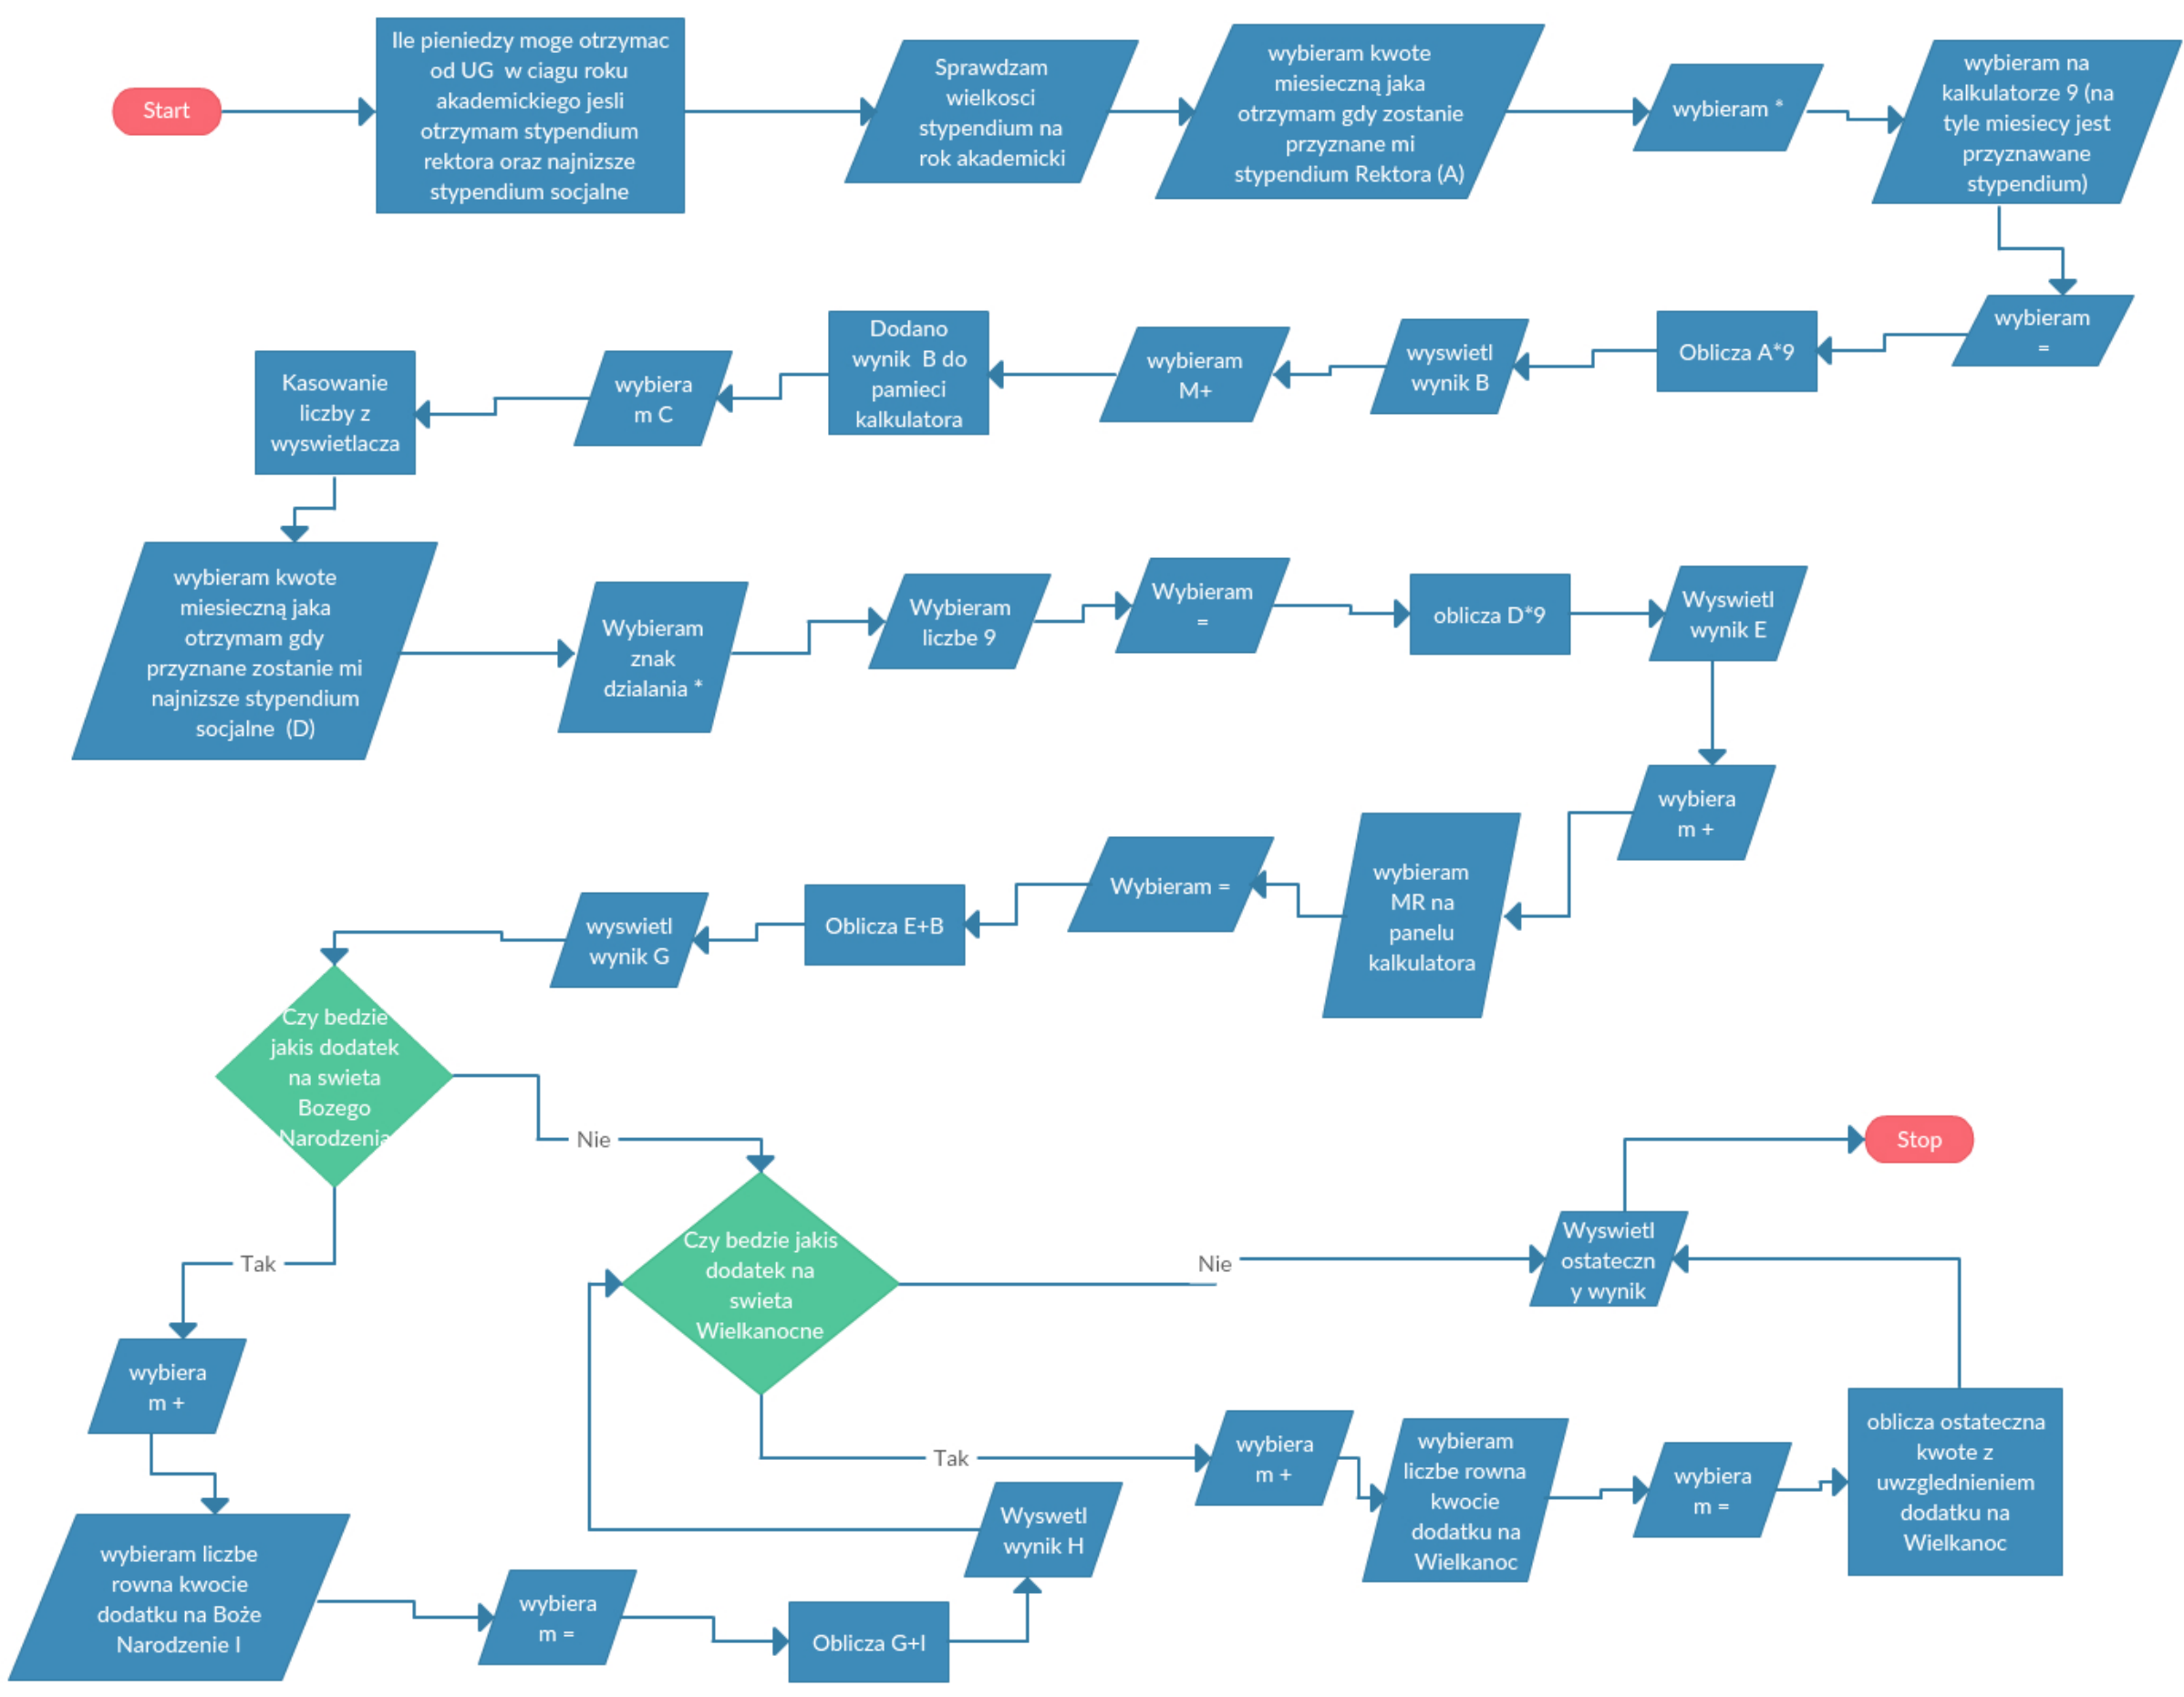 Start
Ile pieniedzy moge otrzymac
od UG w ciagu roku
akademickiego jesli
otrzymam stypendium
rektora oraz najnizsze
stypendium socjalne
Sprawdzam
wielkosci
stypendium na
rok akademicki
wybieram kwote
miesieczną jaka
otrzymam gdy zostanie
przyznane mi
stypendium Rektora (A)
wybieram *
wybieram na
kalkulatorze 9 (na
tyle miesiecy jest
przyznawane
stypendium)
wybieram
=
Oblicza A*9
wyswietl
wynik B
wybieram
M+
Dodano
wynik B do
pamieci
kalkulatora
wybiera
m C
Kasowanie
liczby z
wyswietlacza
wybieram kwote
miesieczną jaka
otrzymam gdy
przyznane zostanie mi
najnizsze stypendium
socjalne (D)
Wybieram
znak
dzialania *
Wybieram
liczbe 9
Wybieram
=
oblicza D*9
Wyswietl
wynik E
wybiera
m +
wybieram
MR na
panelu
kalkulatora
Wybieram =
Oblicza E+B
wyswietl
wynik G
Czy bedzie
jakis dodatek
na swieta
Bozego
Narodzenia
Nie
Tak
Czy bedzie jakis
dodatek na
swieta
Wielkanocne
Nie
Wyswietl
ostateczn
y wynik
Stop
wybiera
m +
wybieram liczbe
rowna kwocie
dodatku na Boże
Narodzenie I
wybiera
m =
Oblicza G+I
Wyswetl
wynik H
Tak
wybiera
m +
wybieram
liczbe rowna
kwocie
dodatku na
Wielkanoc
wybiera
m =
oblicza ostateczna
kwote z
uwzglednieniem
dodatku na
Wielkanoc